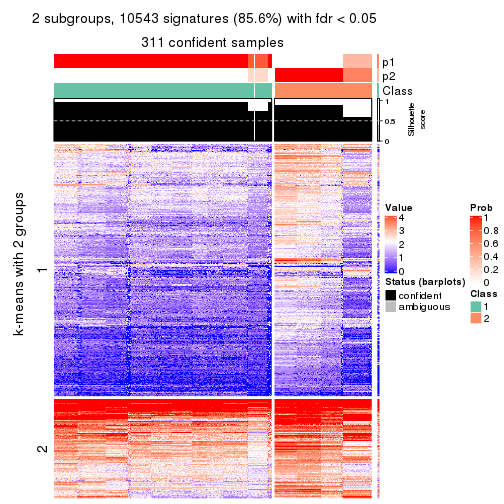 2 subgroups, 10543 signatures (85.6%) with fdr < 0.05
311 confident samples
p1
p2
Class
1
0.5
0
Silhouette
score
k-means with 2 groups
1
2
Value
4
3
2
1
0
Status (barplots)
confident
ambiguous
Prob
1
0.8
0.6
0.4
0.2
0
Class
1
2